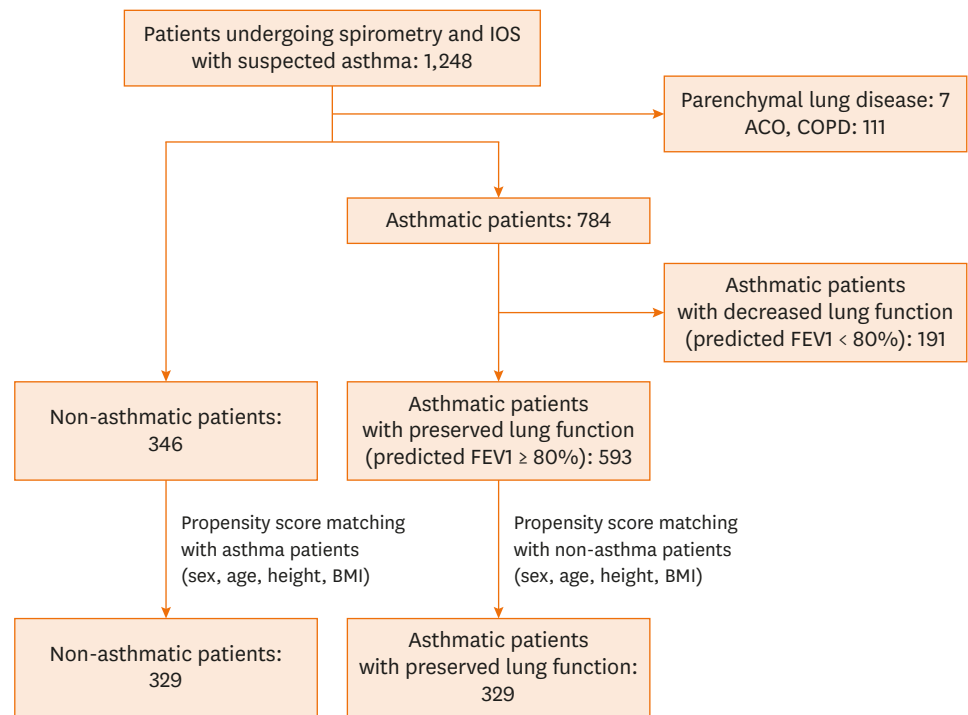 Patients undergoing spirometry and IOS
with suspected asthma: 1,248
Parenchymal lung disease: 7
ACO, COPD: 111
Asthmatic patients: 784
Asthmatic patients
with decreased lung function
(predicted FEV1 < 80%): 191
Non-asthmatic patients:
346
Asthmatic patients
with preserved lung function
(predicted FEV1 ≥ 80%): 593
Propensity score matching
with asthma patients
(sex, age, height, BMI)
Propensity score matching
with non-asthma patients
(sex, age, height, BMI)
Non-asthmatic patients:
329
Asthmatic patients
with preserved lung function:
329